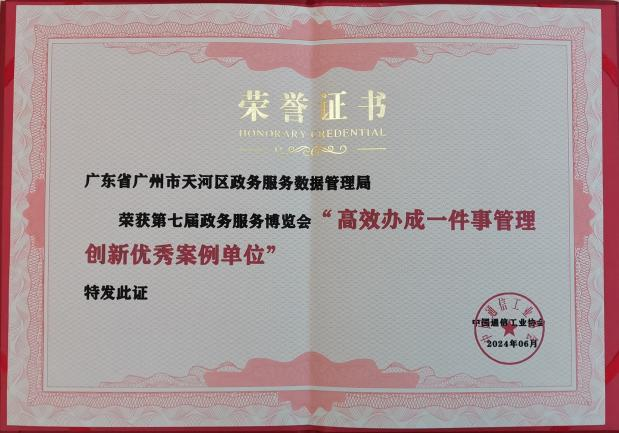 荣誉证书
HONORARY CREDENTIAL
广东省广州市天河区政务服务数据管理局
荣获第七届政务服务博览会“高效办成一件事管理
创新优秀案例单位”
特发此证
中国通信工业协会
2024年06月